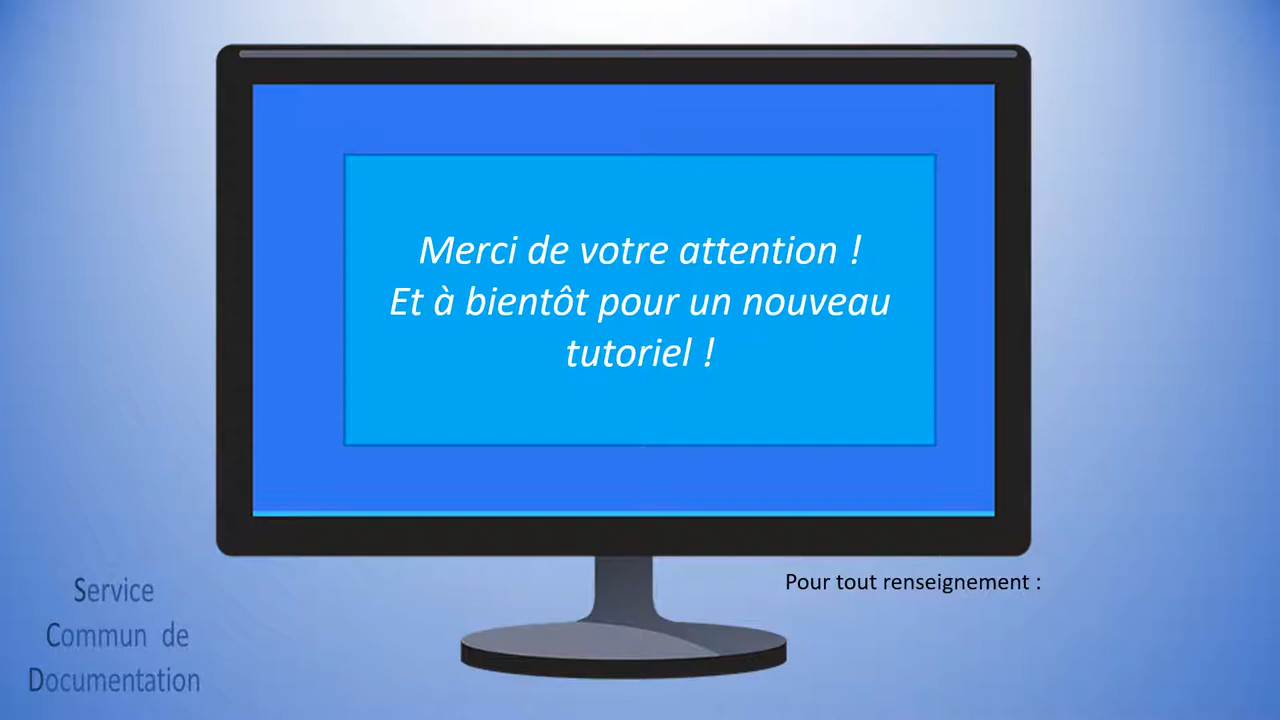 Merci de votre attention !
Et à bientôt pour un nouveau
tutoriel !
Pour tout renseignement :
Service
Commun de
Documentation